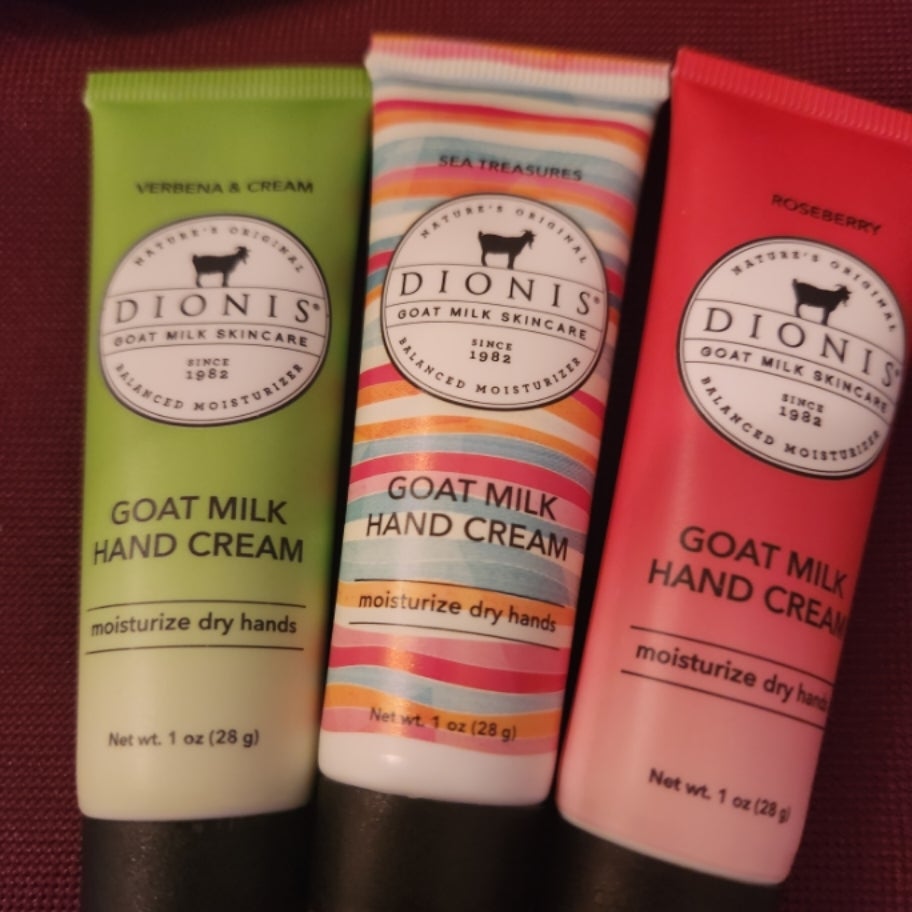 VERBENA & CREAM
NATURE'S ORIGINAL
DIONIS®
GOAT MILK SKINCARE
SINCE
1982
BALANCED MOISTURIZER
GOAT MILK
HAND CREAM
moisturize dry hands
Net wt. 1 oz (28 g)
SEA TREASURES
NATURE'S ORIGINAL
DIONIS®
GOAT MILK SKINCARE
SINCE
1982
BALANCED MOISTURIZER
GOAT MILK
HAND CREAM
moisturize dry hands
Net wt. 1 oz (28 g)
ROSEBERRY
NATURE'S ORIGINAL
DIONIS®
GOAT MILK SKINCARE
SINCE
1982
BALANCED MOISTURIZER
GOAT MILK
HAND CREAM
moisturize dry hands
Net wt. 1 oz (28 g)